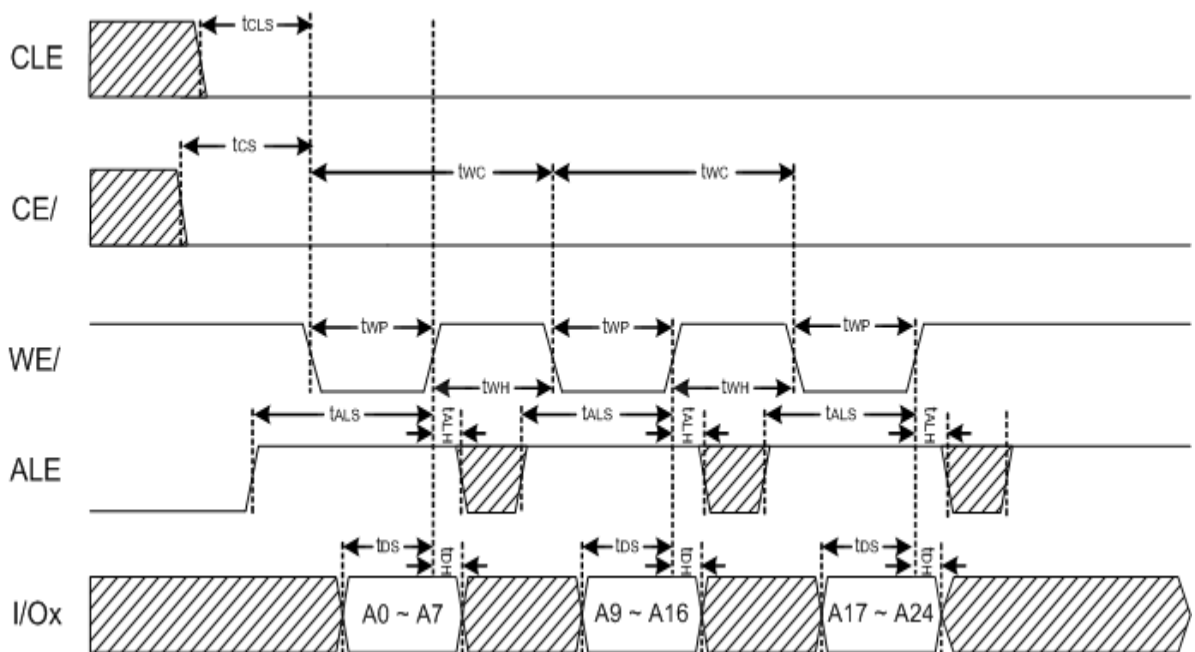 CLE
tCLS
CE/
tCS
tWC tWC
WE/
tWP tWP tWP
tWH tWH
ALE
tALS tALH tALS tALH tALS tALH
I/Ox
tDS tDH tDS tDH tDS tDH
A0 ~ A7 A9 ~ A16 A17 ~ A24